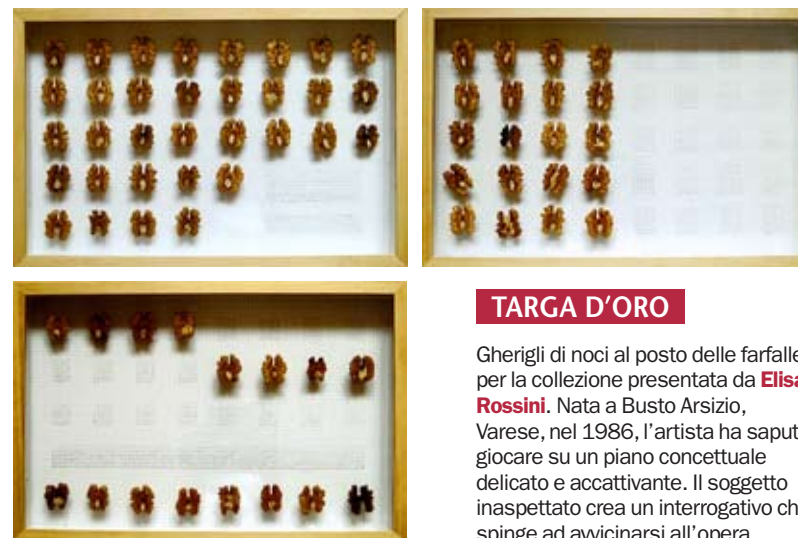 TARGA D'ORO
Gherigli di noci al posto delle farfalle
per la collezione presentata da Elisa
Rossini. Nata a Busto Arsizio,
Varese, nel 1986, l'artista ha saput
giocare su un piano concettuale
delicato e accattivante. Il soggetto
inaspettato crea un interrogativo ch
spinge ad avvicinarsi all'opera